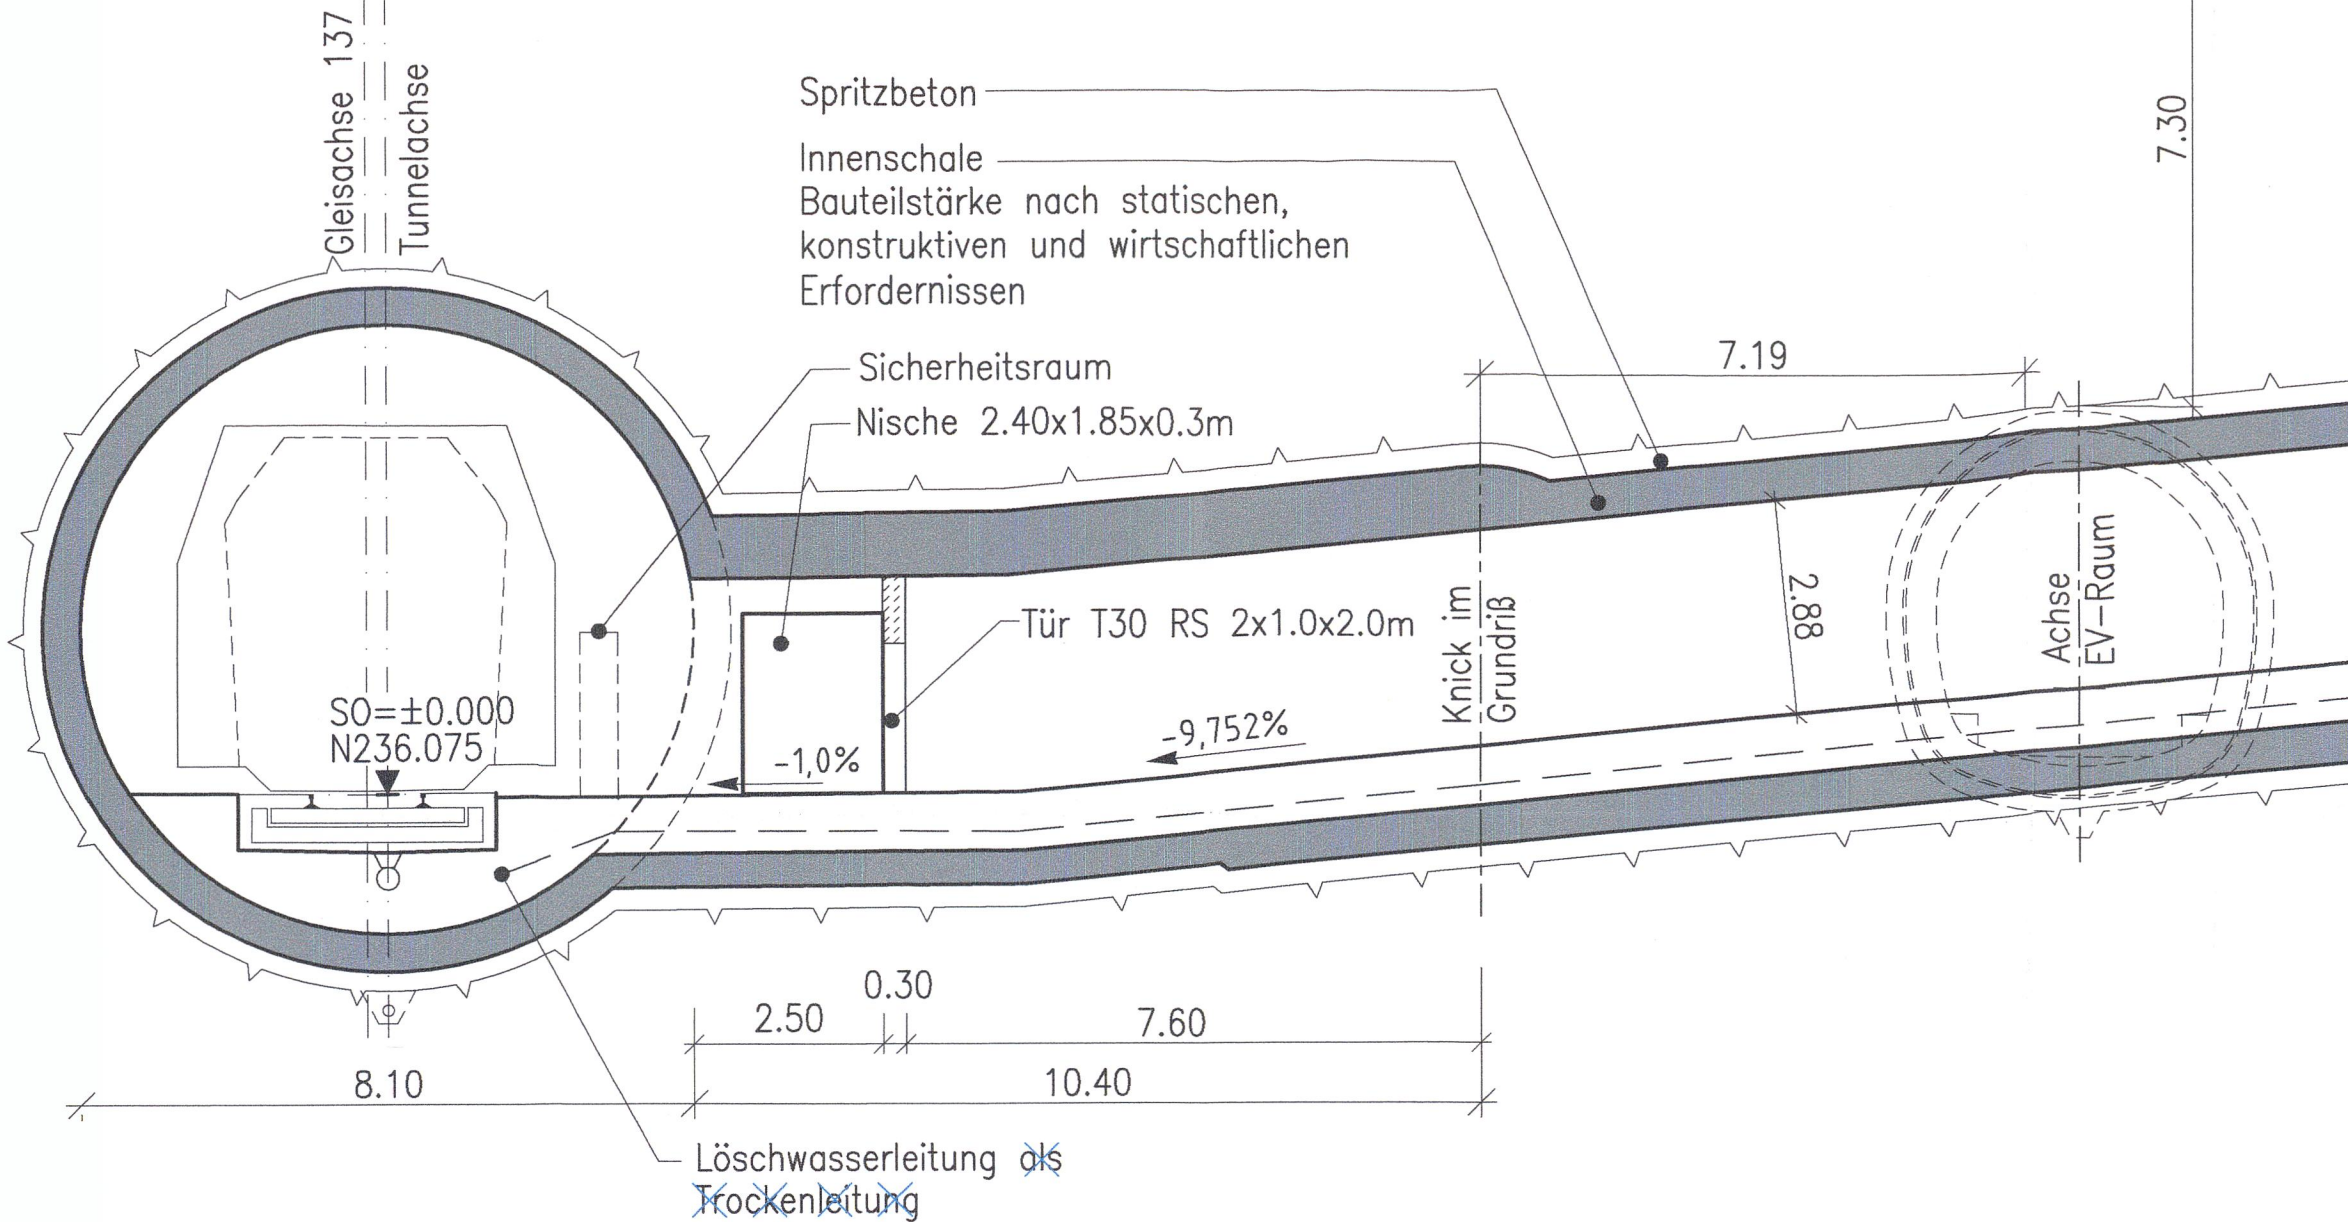 Gleisachse 137
Tunnelachse
Spritzbeton
Innenschale
Bauteilstärke nach statischen,
konstruktiven und wirtschaftlichen
Erfordernissen
7.30
7.19
Sicherheitsraum
Nische 2.40x1.85x0.3m
Tür T30 RS 2x1.0x2.0m
Knick im
Grundriß
2.88
Achse
EV-Raum
SO=±0.000
N236.075
-1,0%
-9,752%
0.30
2.50
7.60
8.10
10.40
Löschwasserleitung als
Trockenleitung